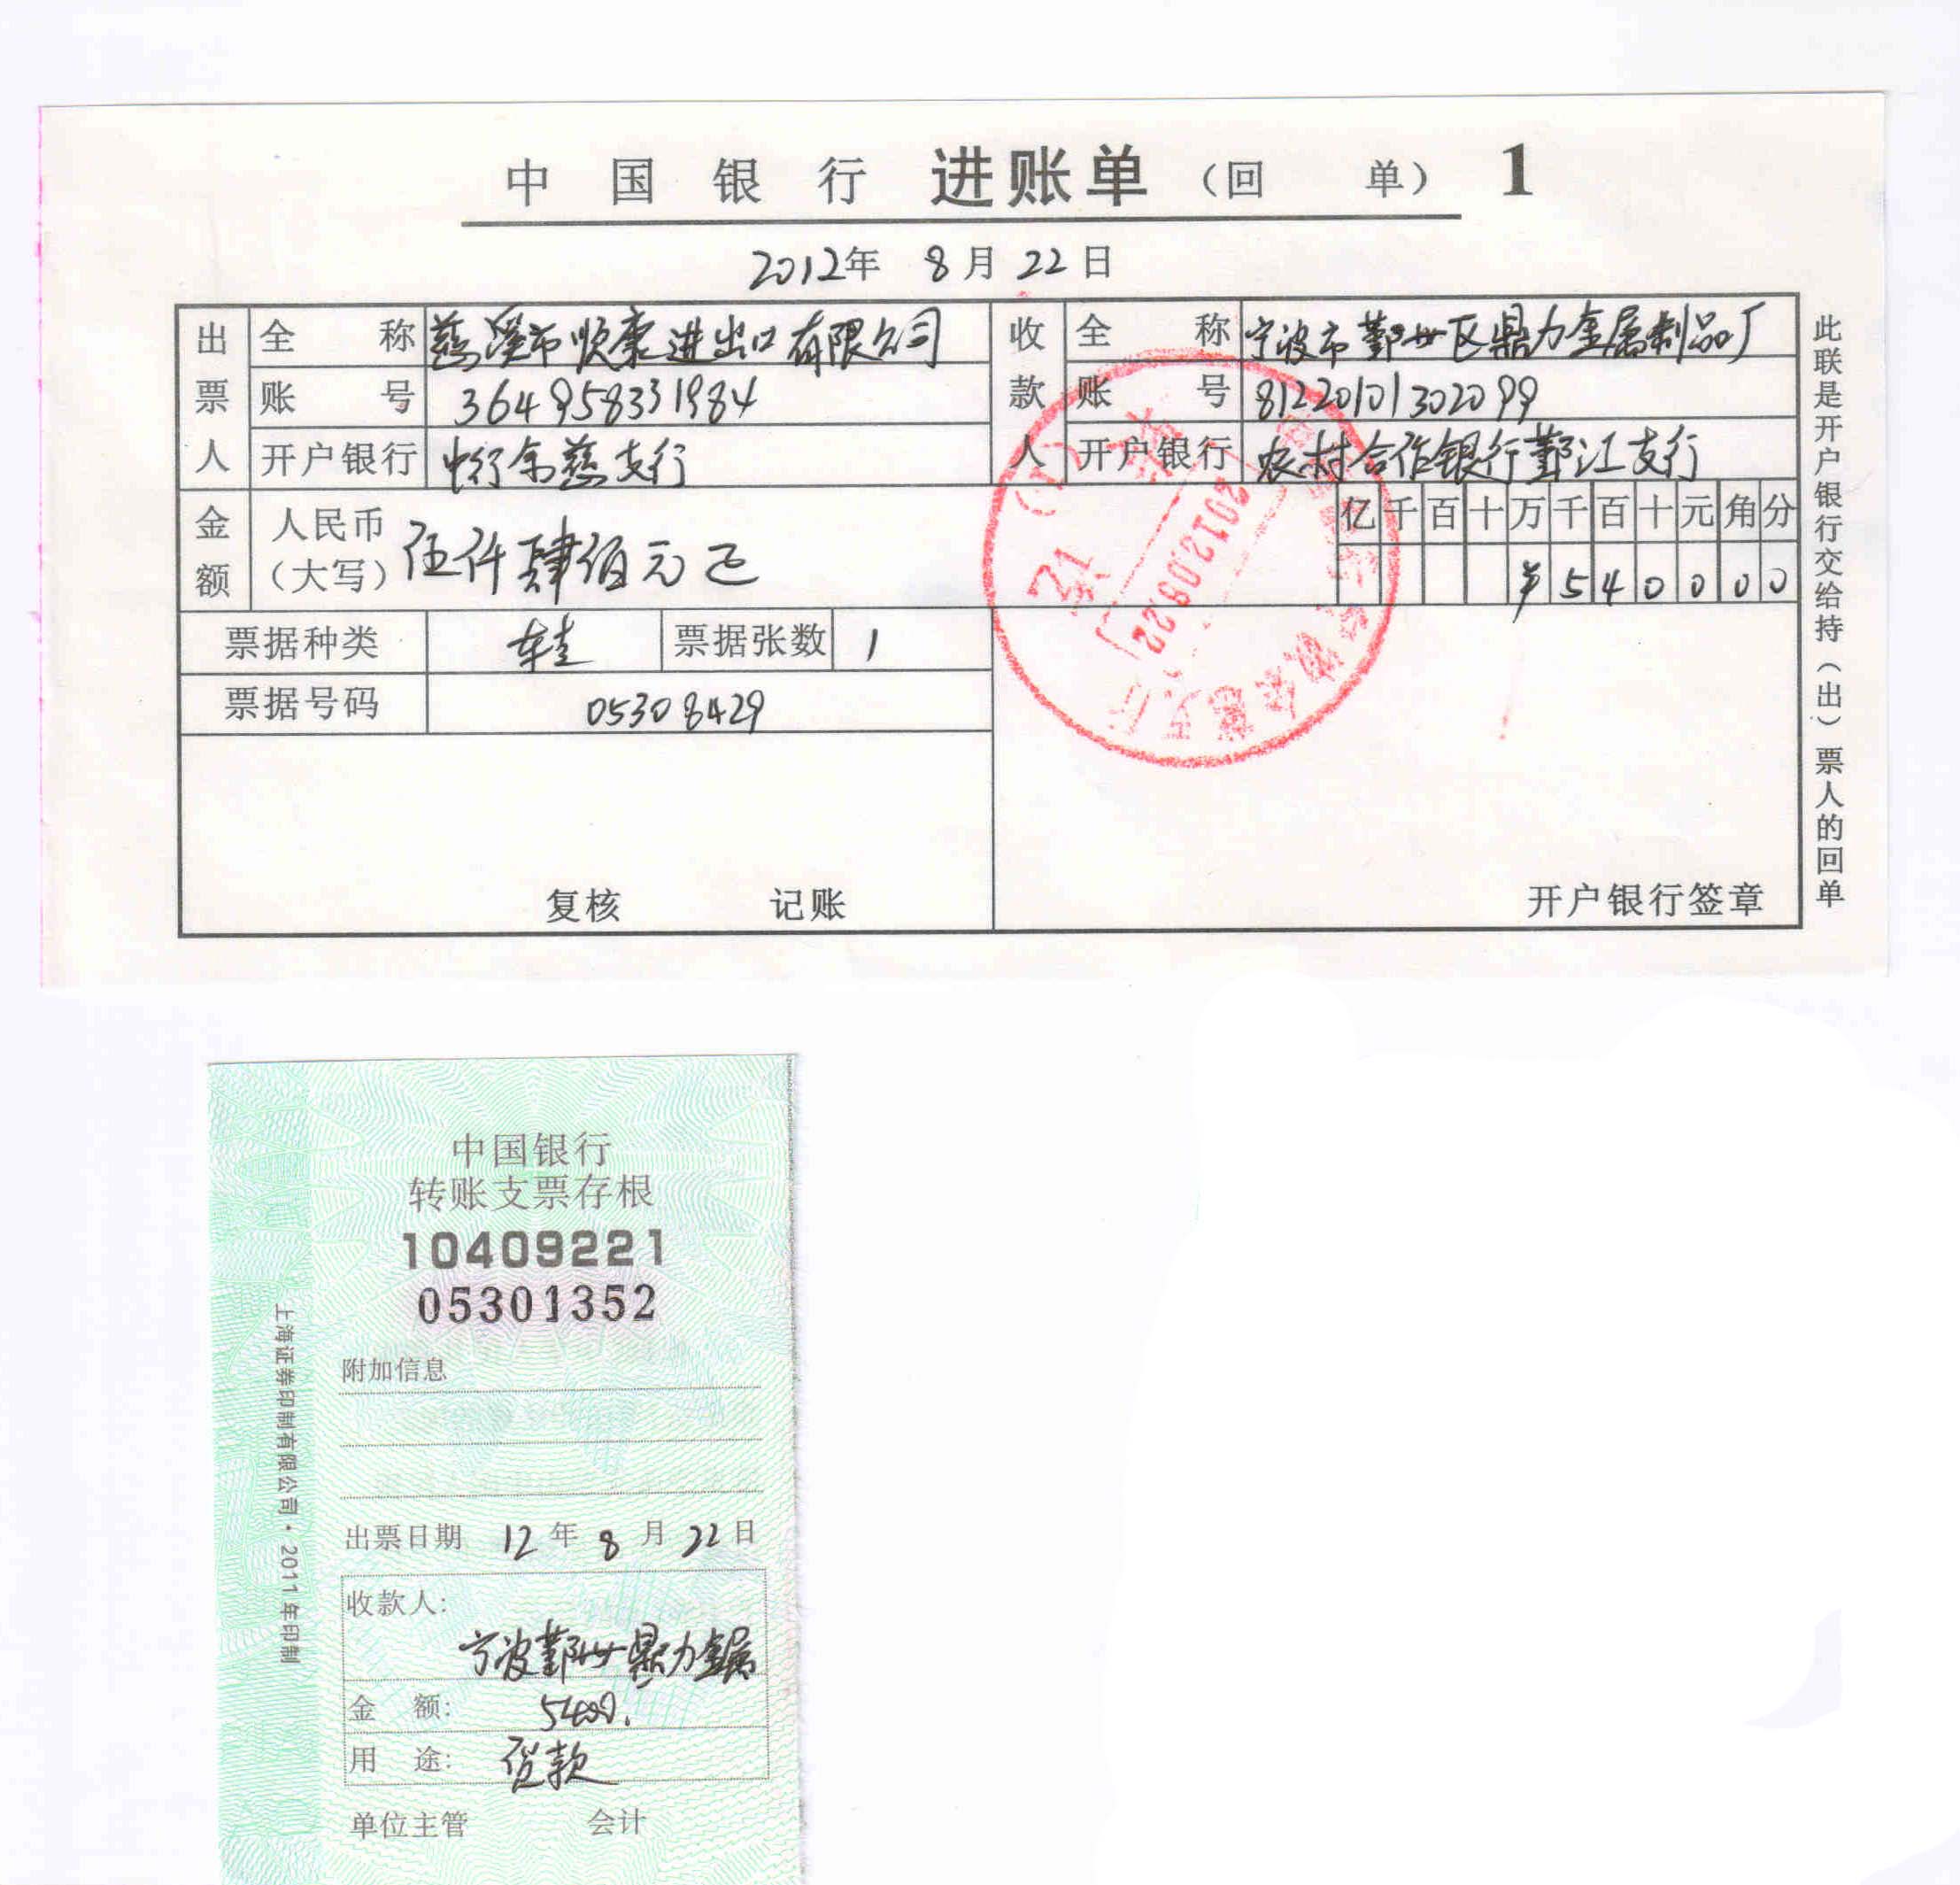 中国银行 进账单（回 单） 1
2012年 8月22日
出票人 全称 慈溪市顺康进出口有限公司 收款人 全称 宁波市鄞州区鼎力金属制品厂
账号 364958331984 账号 81220101302099
开户银行 中行余慈支行 开户银行 农村合作银行鄞江支行
金额 人民币（大写） 伍仟肆佰元正 亿千百十万千百十元角分
¥540000
票据种类 转支 票据张数 1
票据号码 05308429
2012.08.22
复核 记账 开户银行签章
此联是开户银行交给持（出）票人的回单
中国银行
转账支票存根
10409221
05301352
附加信息
出票日期 12年8月22日
收款人:
宁波鄞州鼎力金属
金额: 5400.
用途: 货款
单位主管 会计
上海证券印制有限公司·2011年印制